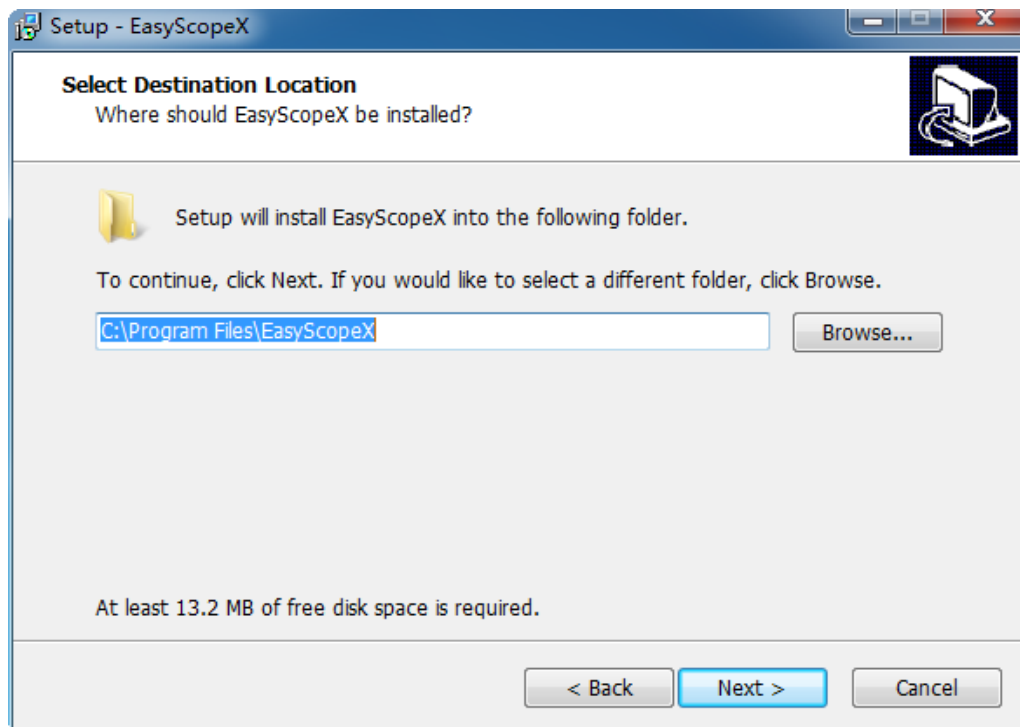 Setup - EasyScopeX
Select Destination Location
Where should EasyScopeX be installed?
Setup will install EasyScopeX into the following folder.
To continue, click Next. If you would like to select a different folder, click Browse.
C:\Program Files\EasyScopeX
Browse...
At least 13.2 MB of free disk space is required.
< Back
Next >
Cancel